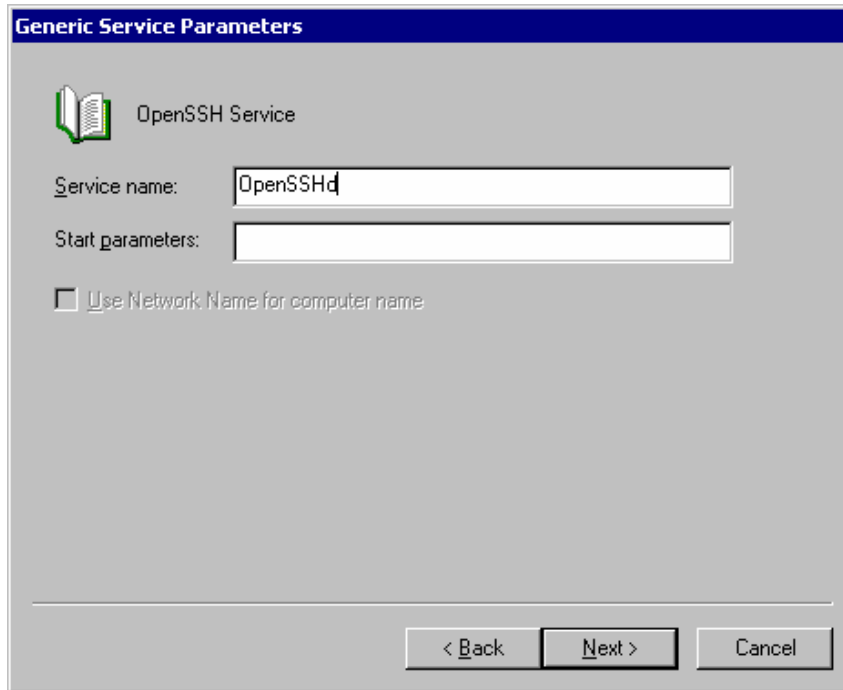 Generic Service Parameters
OpenSSH Service
Service name: OpenSSHd
Start parameters:
Use Network Name for computer name
< Back Next > Cancel